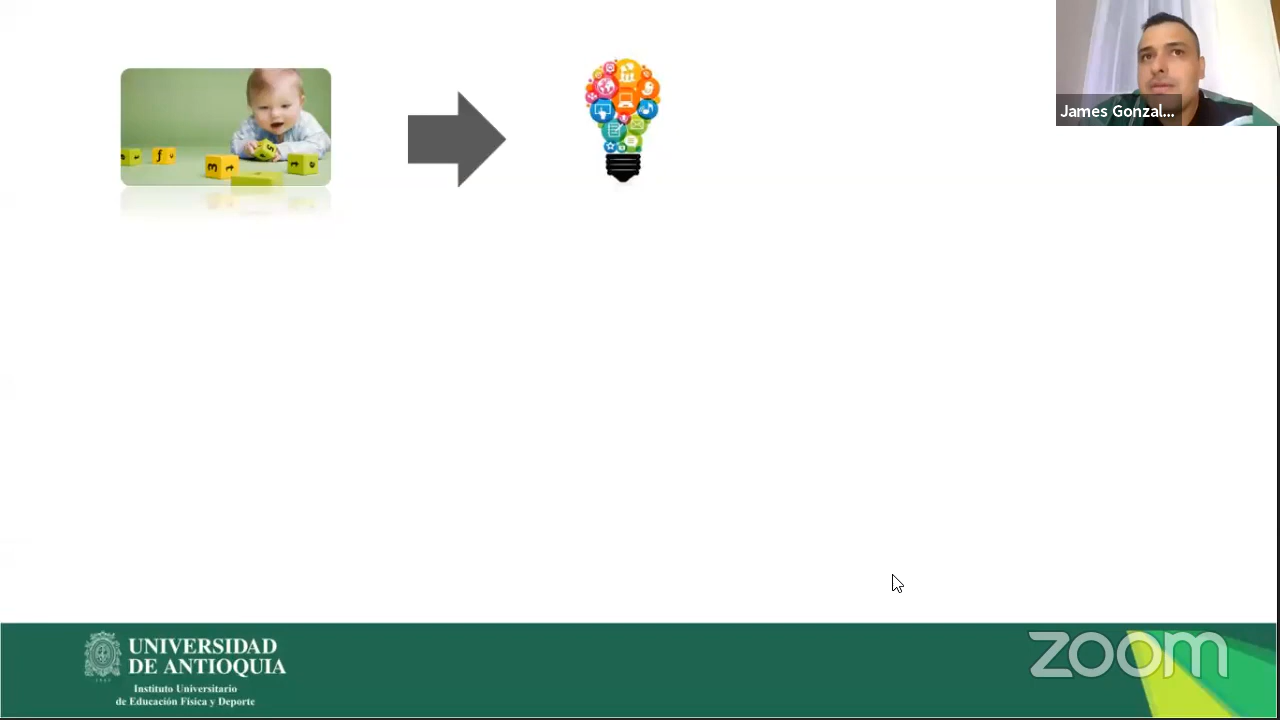 James Gonzal...
UNIVERSIDAD
DE ANTIOQUIA
Instituto Universitario
de Educación Física y Deporte
zoom